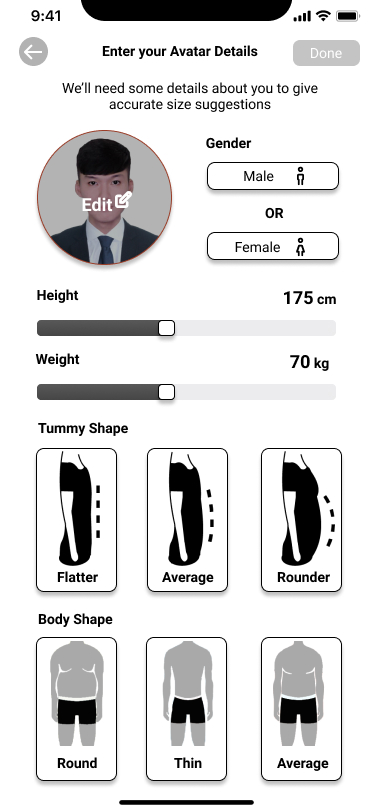 9:41
Enter your Avatar Details
Done
We'll need some details about you to give
accurate size suggestions
Edit
Gender
Male
OR
Female
Height
175 cm
Weight
70 kg
Tummy Shape
Flatter
Average
Rounder
Body Shape
Round
Thin
Average